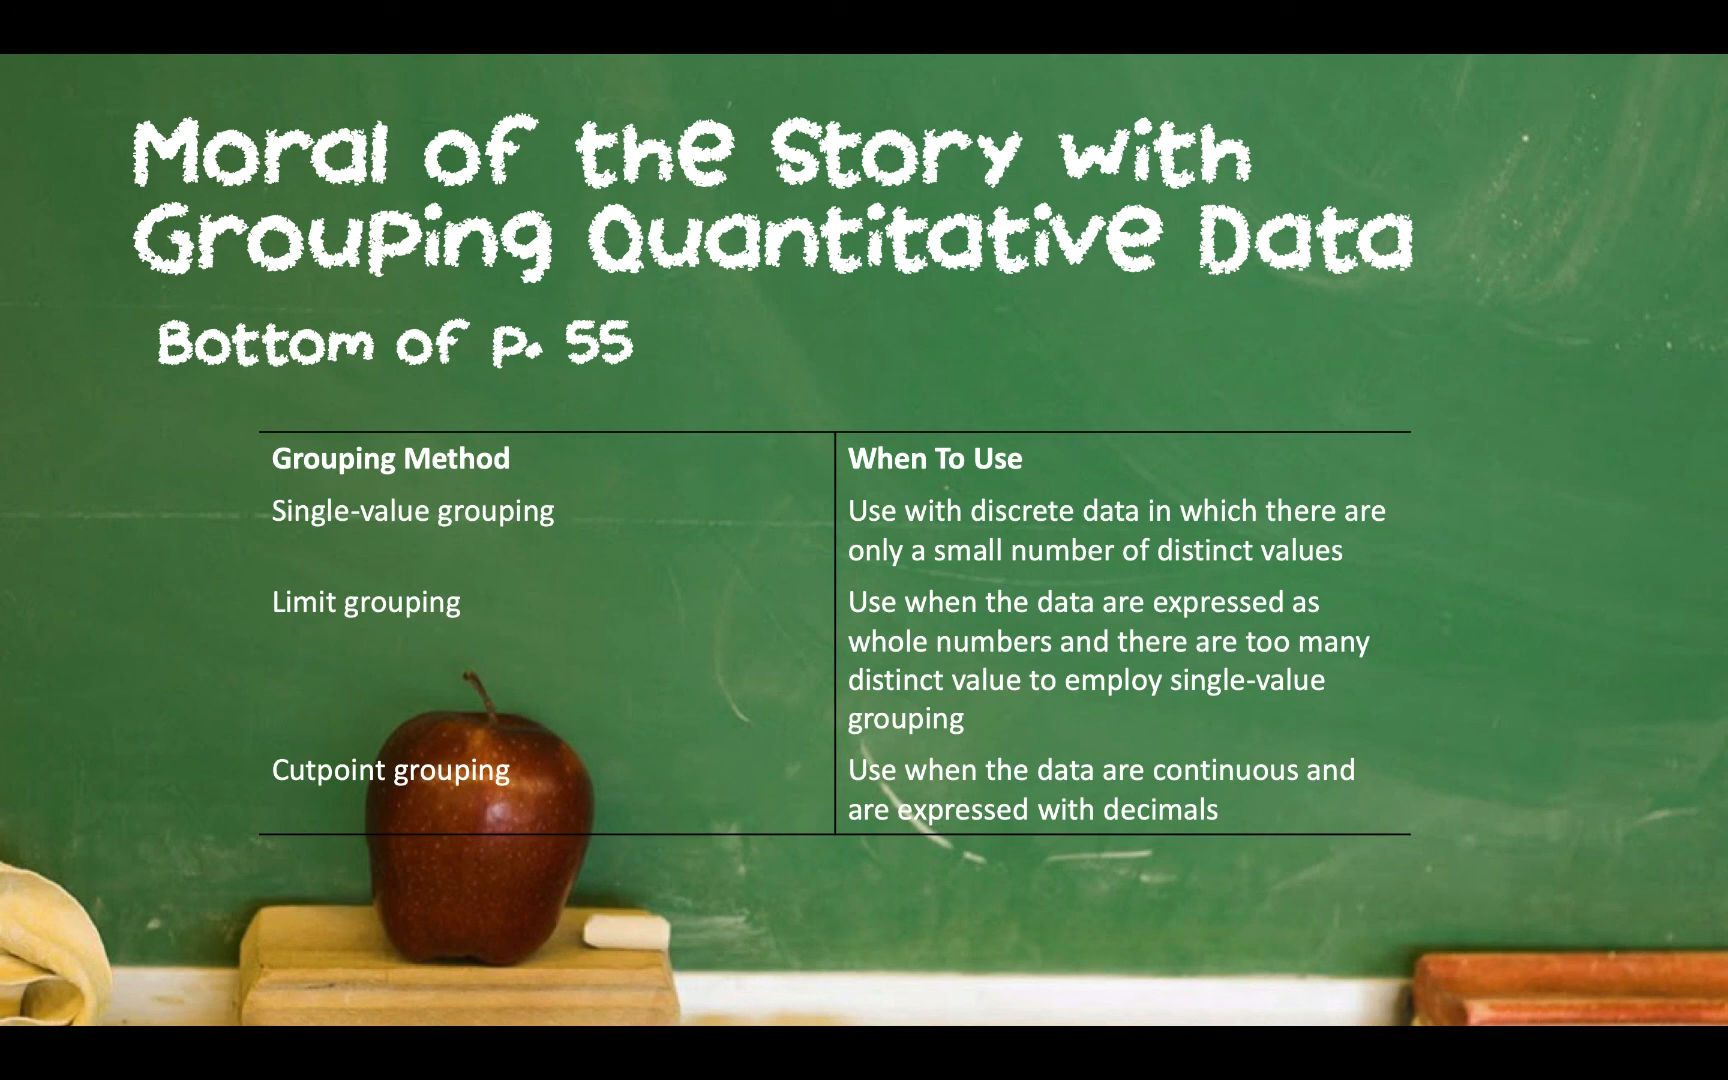 Moral of the Story with
Grouping Quantitative Data
Bottom of p. 55
Grouping Method
When To Use
Single-value grouping
Use with discrete data in which there are
only a small number of distinct values
Limit grouping
Use when the data are expressed as
whole numbers and there are too many
distinct value to employ single-value
grouping
Cutpoint grouping
Use when the data are continuous and
are expressed with decimals